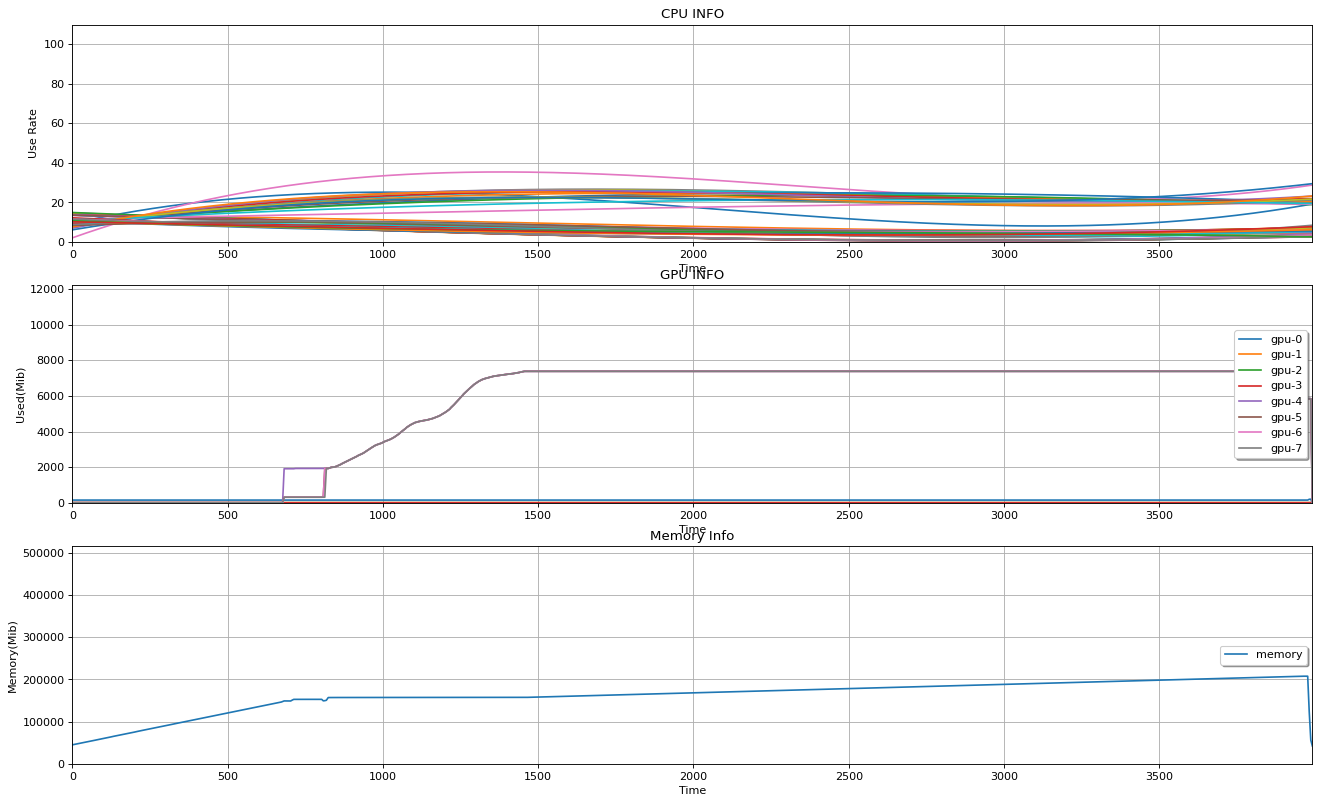 CPU INFO
100
80
60
40
20
0
Use Rate
0 500 1000 1500 2000 2500 3000 3500
Time
GPU INFO
12000
10000
8000
6000
4000
2000
0
Used(Mib)
gpu-0
gpu-1
gpu-2
gpu-3
gpu-4
gpu-5
gpu-6
gpu-7
0 500 1000 1500 2000 2500 3000 3500
Time
Memory Info
500000
400000
300000
200000
100000
0
Memory(Mib)
memory
0 500 1000 1500 2000 2500 3000 3500
Time